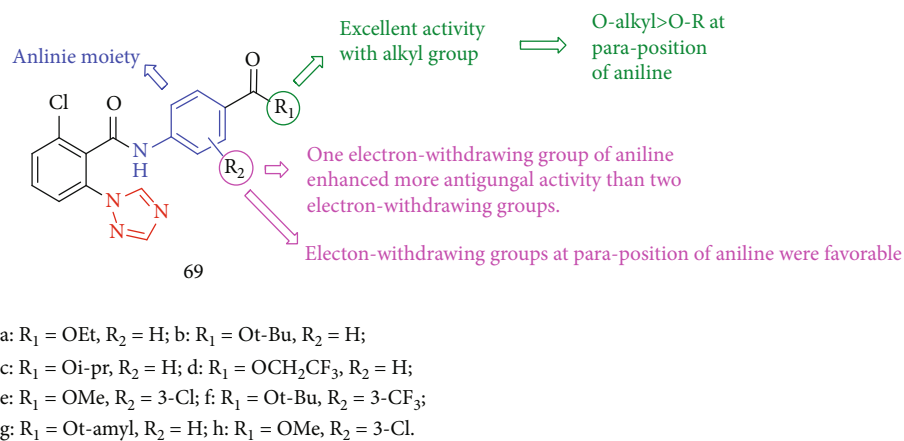 Anlinie moiety
Excellent activity
with alkyl group
O-alkyl>O-R at
para-position
of aniline
Cl
O
N
H
O
R₁
R₂
N
N
N
One electron-withdrawing group of aniline
enhanced more antigungal activity than two
electron-withdrawing groups.
Electon-withdrawing groups at para-position of aniline were favorable
69
a: R₁ = OEt, R₂ = H; b: R₁ = Ot-Bu, R₂ = H;
c: R₁ = Oi-pr, R₂ = H; d: R₁ = OCH₂CF₃, R₂ = H;
e: R₁ = OMe, R₂ = 3-Cl; f: R₁ = Ot-Bu, R₂ = 3-CF₃;
g: R₁ = Ot-amyl, R₂ = H; h: R₁ = OMe, R₂ = 3-Cl.